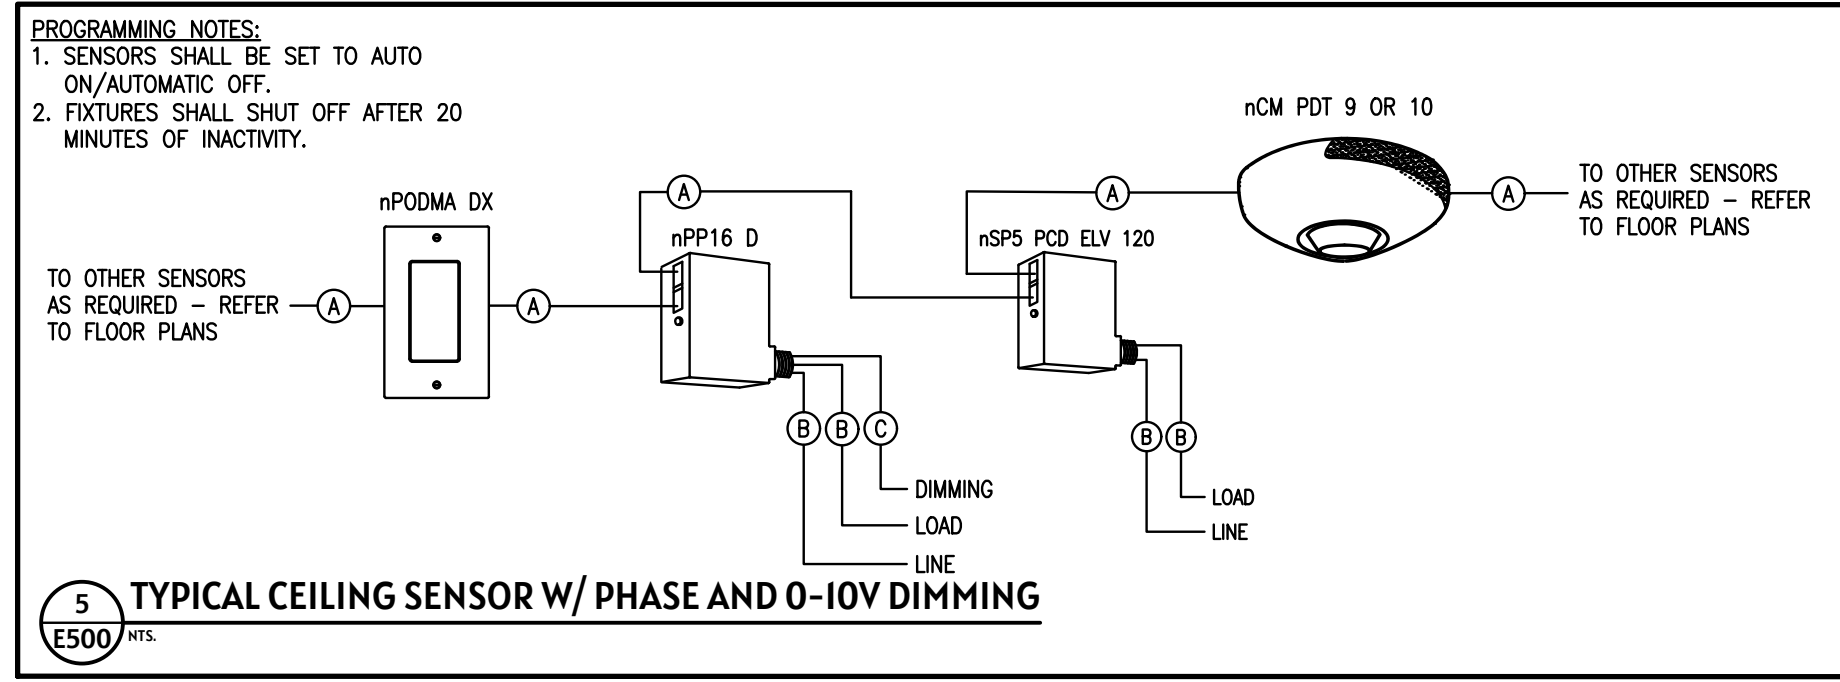 PROGRAMMING NOTES:
1. SENSORS SHALL BE SET TO AUTO
ON/AUTOMATIC OFF.
2. FIXTURES SHALL SHUT OFF AFTER 20
MINUTES OF INACTIVITY.
nCM PDT 9 OR 10
TO OTHER SENSORS
AS REQUIRED – REFER
TO FLOOR PLANS
A
A
A
nPODMA DX
nPP16 D
nSP5 PCD ELV 120
TO OTHER SENSORS
AS REQUIRED – REFER
TO FLOOR PLANS
A
A
B
B
C
B
B
DIMMING
LOAD
LINE
LOAD
LINE
5
E500
TYPICAL CEILING SENSOR W/ PHASE AND 0-10V DIMMING
NTS.